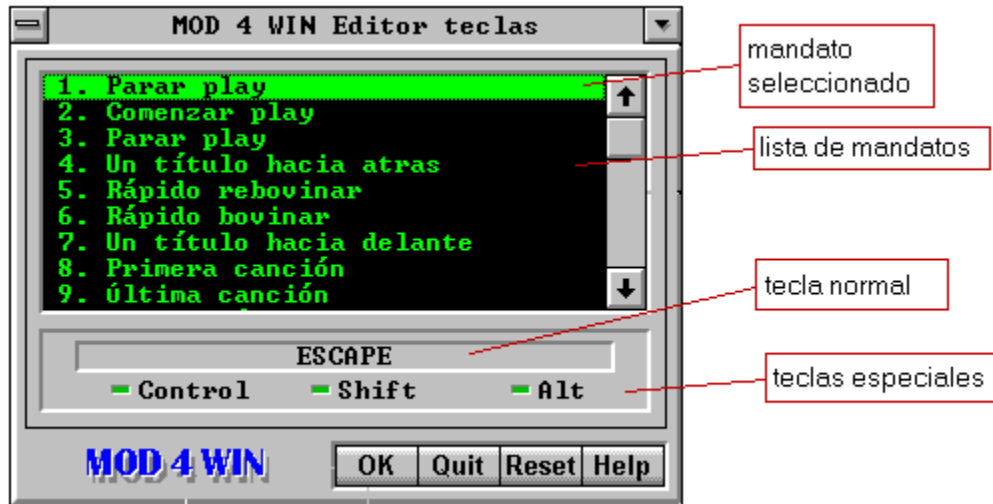 MOD 4 WIN Editor teclas
1. Parar play
2. Comenzar play
3. Parar play
4. Un título hacia atras
5. Rápido rebovinar
6. Rápido bovinar
7. Un título hacia delante
8. Primera canción
9. Última canción
ESCAPE
Control Shift Alt
MOD 4 WIN OK Quit Reset Help
mandato
seleccionado
lista de mandatos
tecla normal
teclas especiales